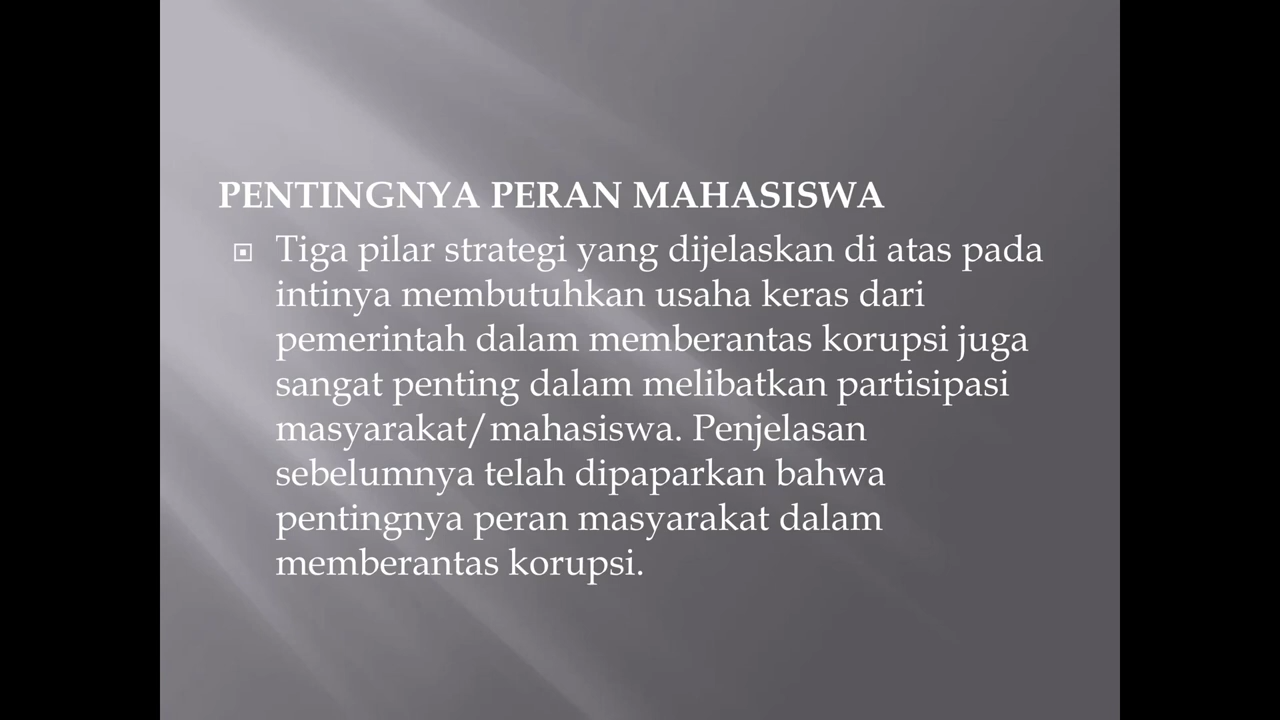 PENTINGNYA PERAN MAHASISWA
Tiga pilar strategi yang dijelaskan di atas pada
intinya membutuhkan usaha keras dari
pemerintah dalam memberantas korupsi juga
sangat penting dalam melibatkan partisipasi
masyarakat/mahasiswa. Penjelasan
sebelumnya telah dipaparkan bahwa
pentingnya peran masyarakat dalam
memberantas korupsi.